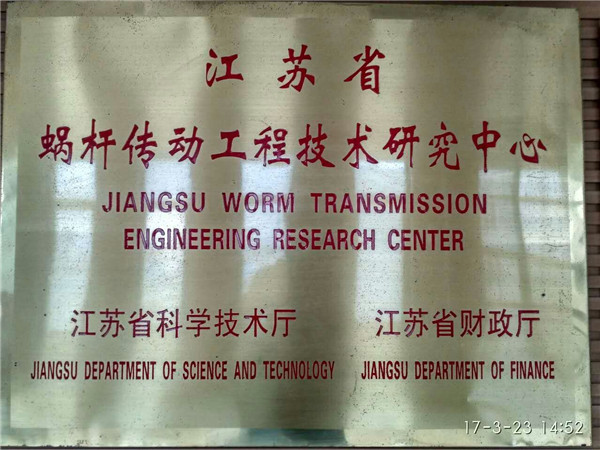 江苏省
蜗杆传动工程技术研究中心
JIANGSU WORM TRANSMISSION
ENGINEERING RESEARCH CENTER
江苏省科学技术厅 江苏省财政厅
JIANGSU DEPARTMENT OF SCIENCE AND TECHNOLOGY JIANGSU DEPARTMENT OF FINANCE
17-3-23 14:52